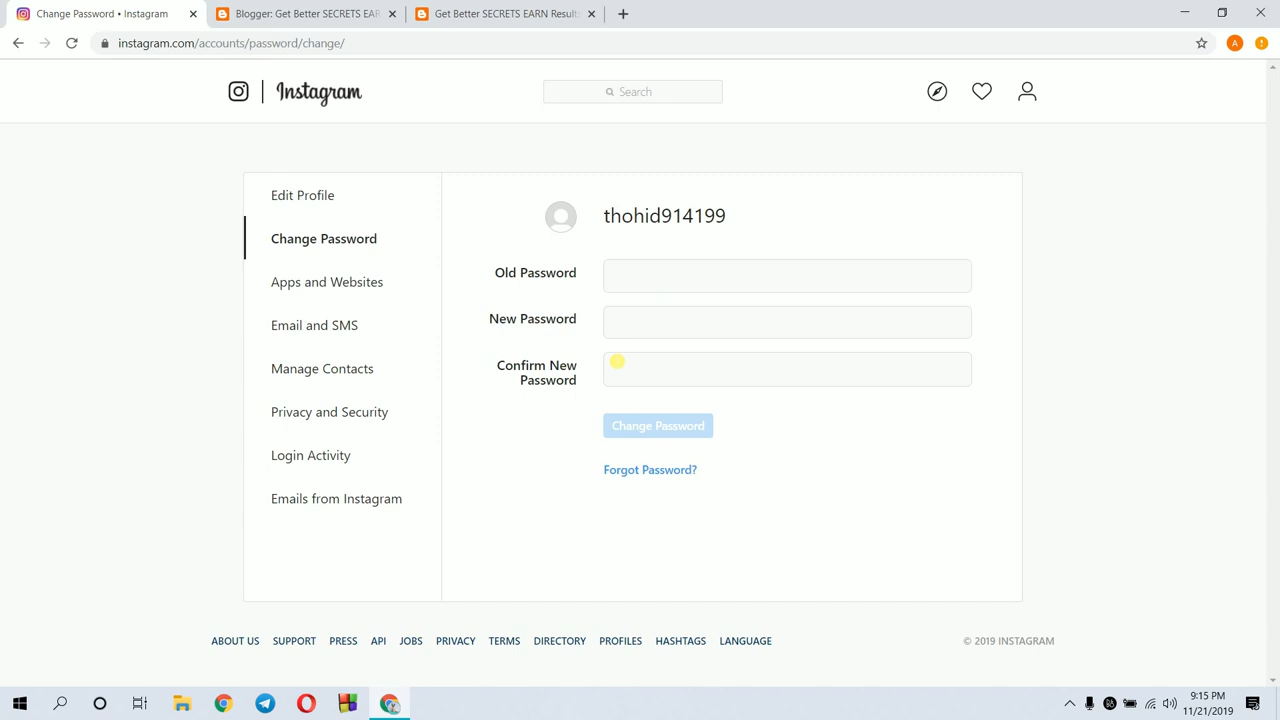 Change Password • Instagram
Blogger: Get Better SECRETS EAR
Get Better SECRETS EARN Results
instagram.com/accounts/password/change/
A
Instagram
Search
Edit Profile
Change Password
Apps and Websites
Email and SMS
Manage Contacts
Privacy and Security
Login Activity
Emails from Instagram
thohid914199
Old Password
New Password
Confirm New
Password
Change Password
Forgot Password?
ABOUT US SUPPORT PRESS API JOBS PRIVACY TERMS DIRECTORY PROFILES HASHTAGS LANGUAGE
© 2019 INSTAGRAM
9:15 PM
11/21/2019